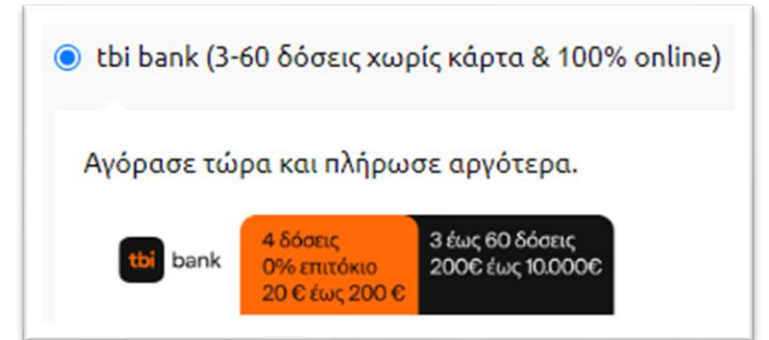 tbi bank (3-60 δόσεις χωρίς κάρτα & 100% online)
Αγόρασε τώρα και πλήρωσε αργότερα.
tbi bank
4 δόσεις
0% επιτόκιο
20 € έως 200 €
3 έως 60 δόσεις
200€ έως 10.000€